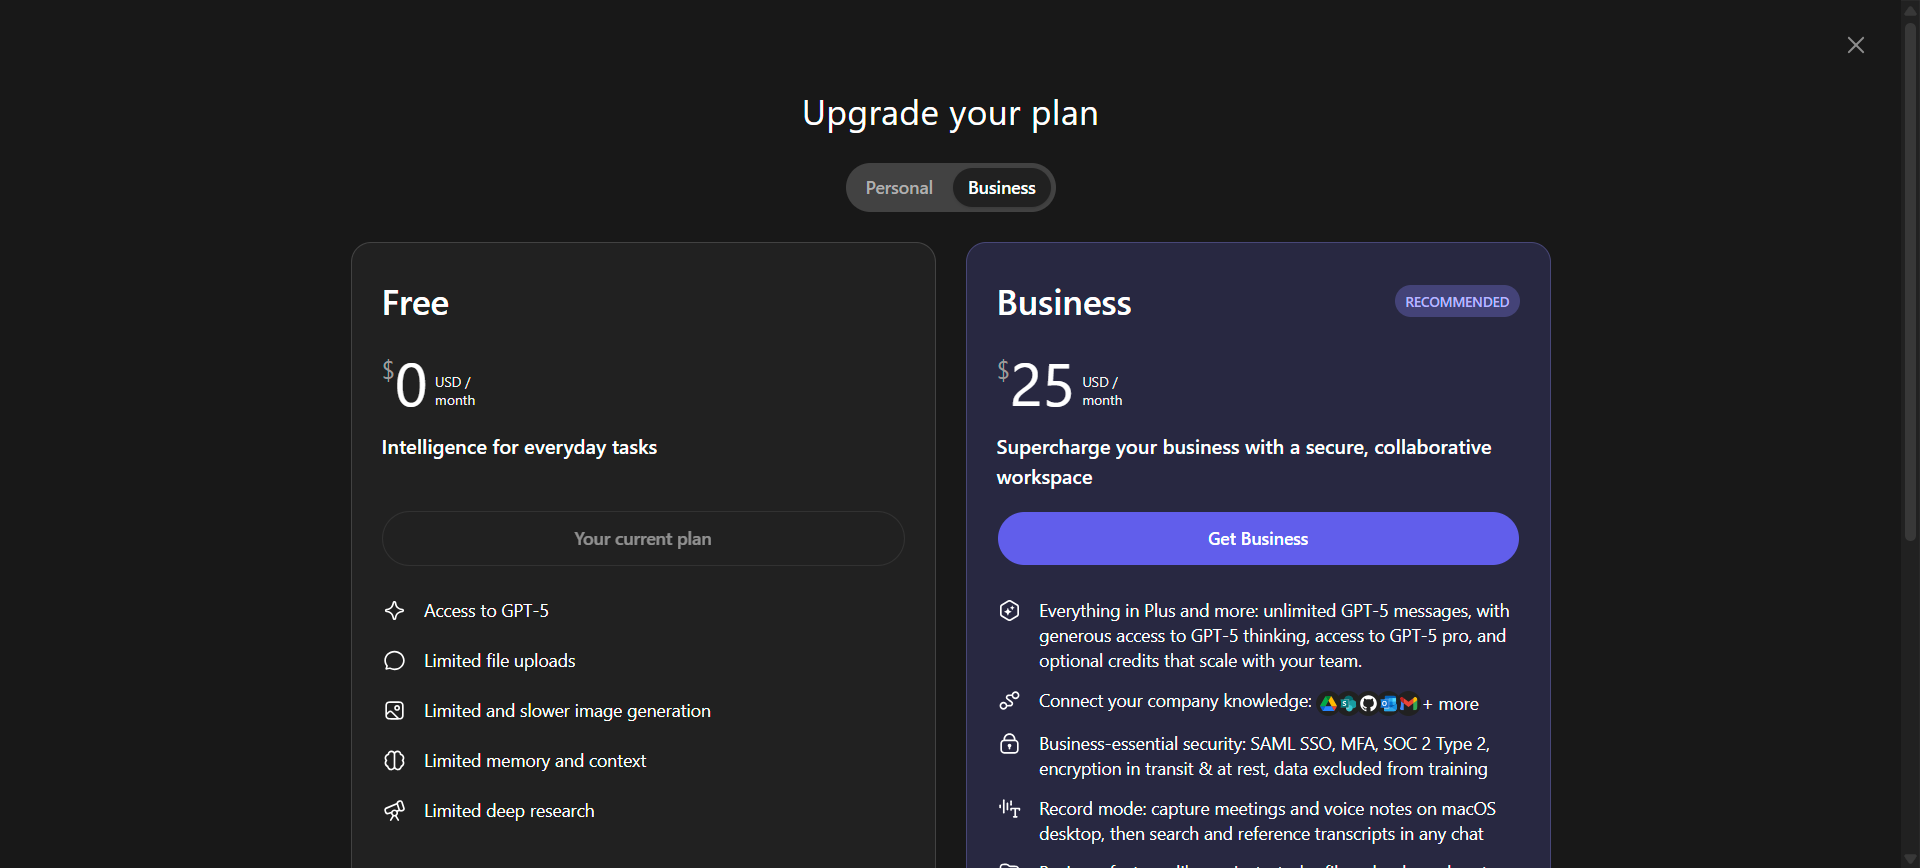 Upgrade your plan
Personal
Business
Free
$0 USD /
month
Intelligence for everyday tasks
Your current plan
Access to GPT-5
Limited file uploads
Limited and slower image generation
Limited memory and context
Limited deep research
Business
RECOMMENDED
$25 USD /
month
Supercharge your business with a secure, collaborative
workspace
Get Business
Everything in Plus and more: unlimited GPT-5 messages, with
generous access to GPT-5 thinking, access to GPT-5 pro, and
optional credits that scale with your team.
Connect your company knowledge: + more
Business-essential security: SAML SSO, MFA, SOC 2 Type 2,
encryption in transit & at rest, data excluded from training
Record mode: capture meetings and voice notes on macOS
desktop, then search and reference transcripts in any chat